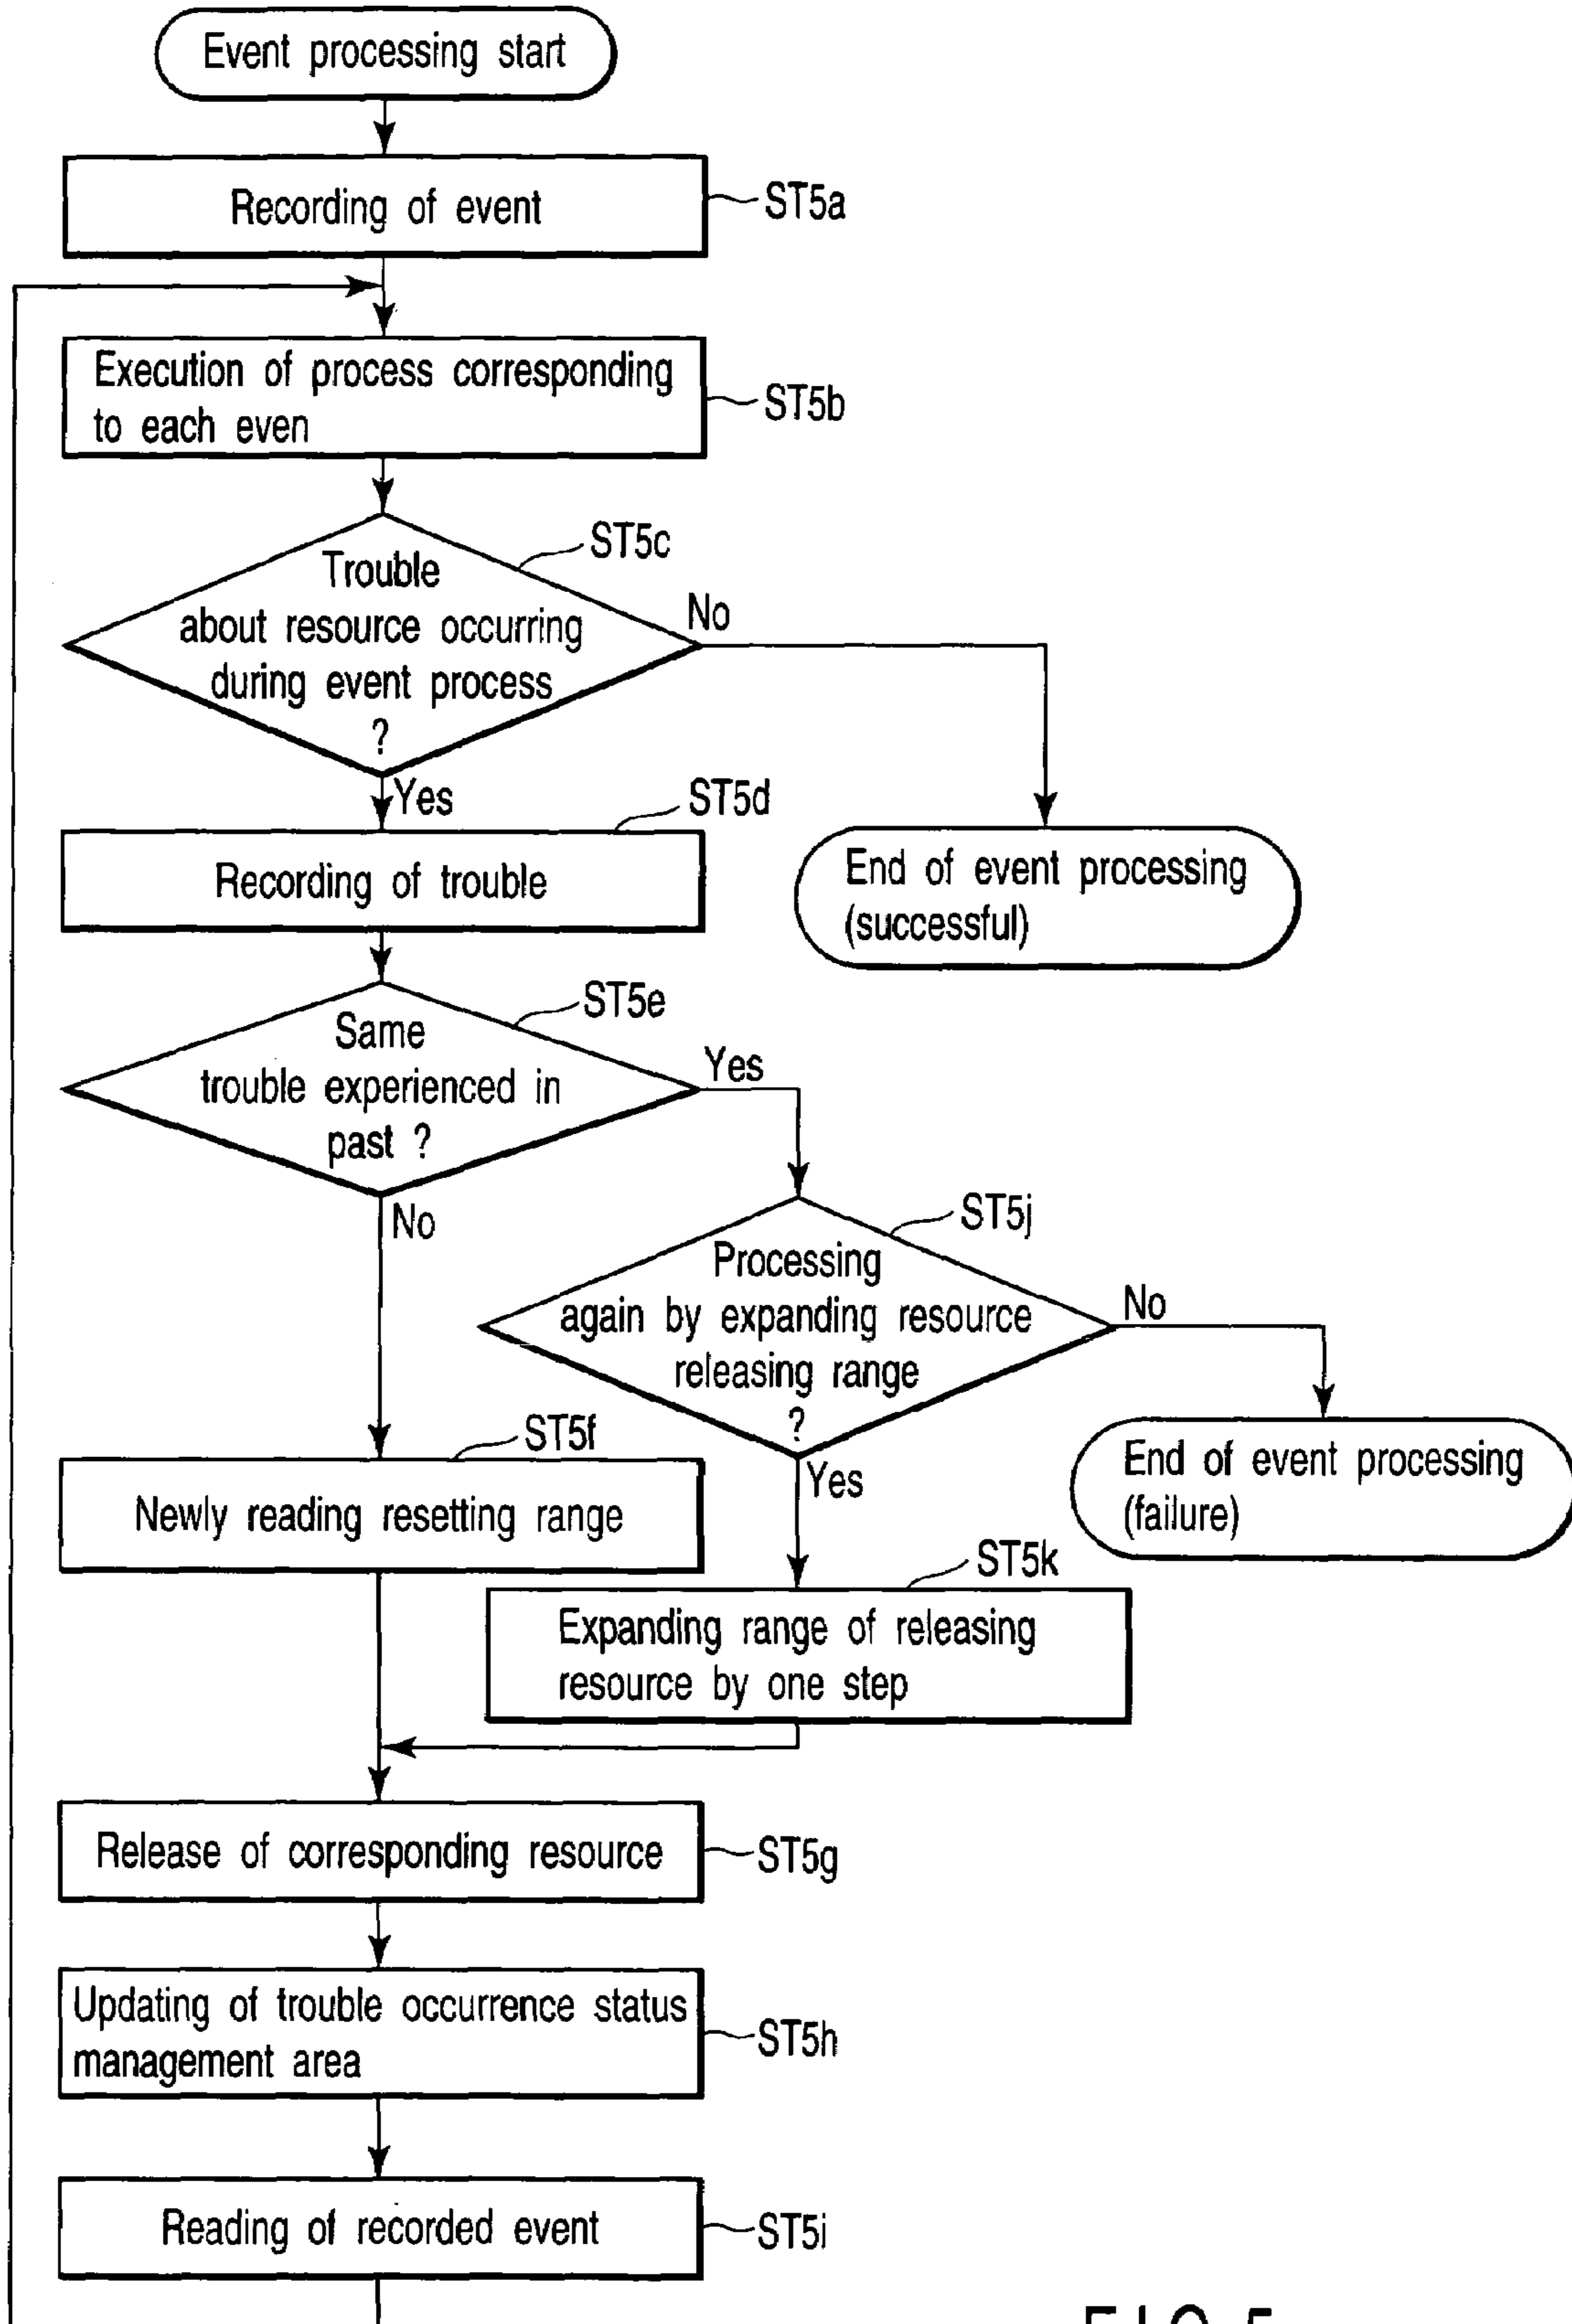 Event processing start
Recording of event
ST5a
Execution of process corresponding
to each even
ST5b
ST5c
Trouble
about resource occurring
during event process
?
No
Yes
ST5d
Recording of trouble
End of event processing
(successful)
ST5e
Same
trouble experienced in
past ?
Yes
No
ST5j
Processing
again by expanding resource
releasing range
?
No
Yes
ST5f
Newly reading resetting range
End of event processing
(failure)
ST5k
Expanding range of releasing
resource by one step
Release of corresponding resource
ST5g
Updating of trouble occurrence status
management area
ST5h
Reading of recorded event
ST5i